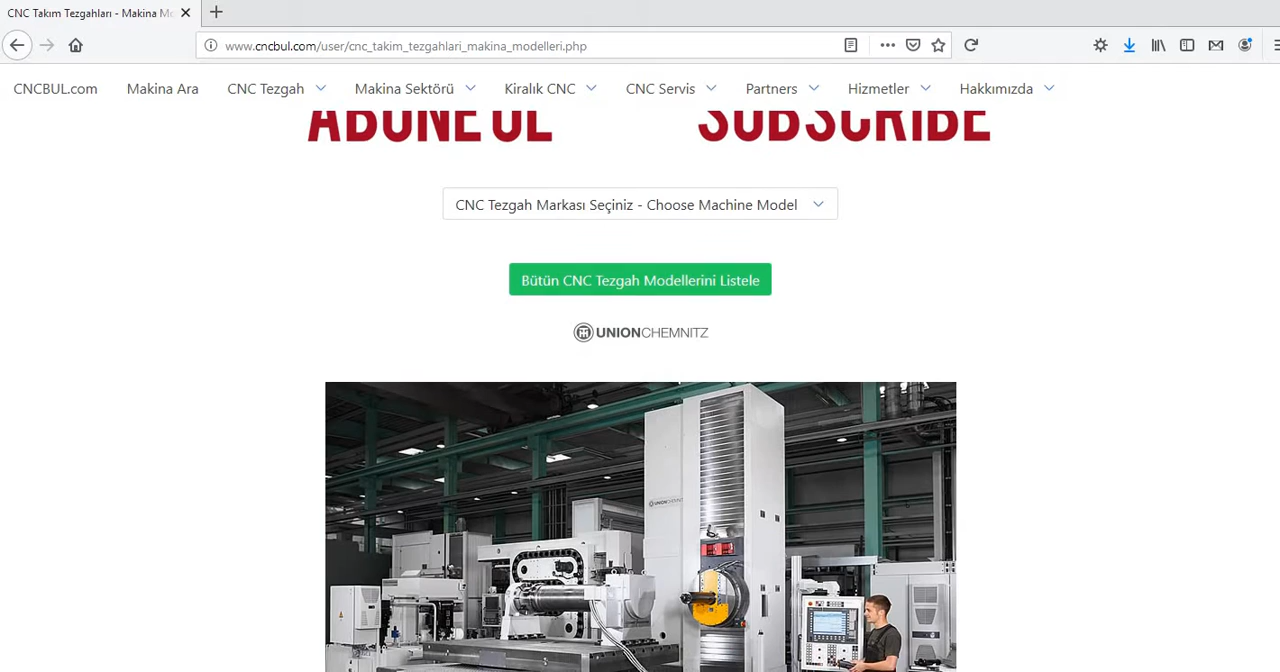 CNC Takım Tezgahları - Makina Mo
www.cncbul.com/user/cnc_takim_tezgahlari_makina_modelleri.php
CNCBUL.com Makina Ara CNC Tezgah Makina Sektörü Kiralık CNC CNC Servis Partners Hizmetler Hakkımızda
ABONE OL SUBSCRIBE
CNC Tezgah Markası Seçiniz - Choose Machine Model
Bütün CNC Tezgah Modellerini Listele
UNIONCHEMNITZ
UNIONCHEMNITZ